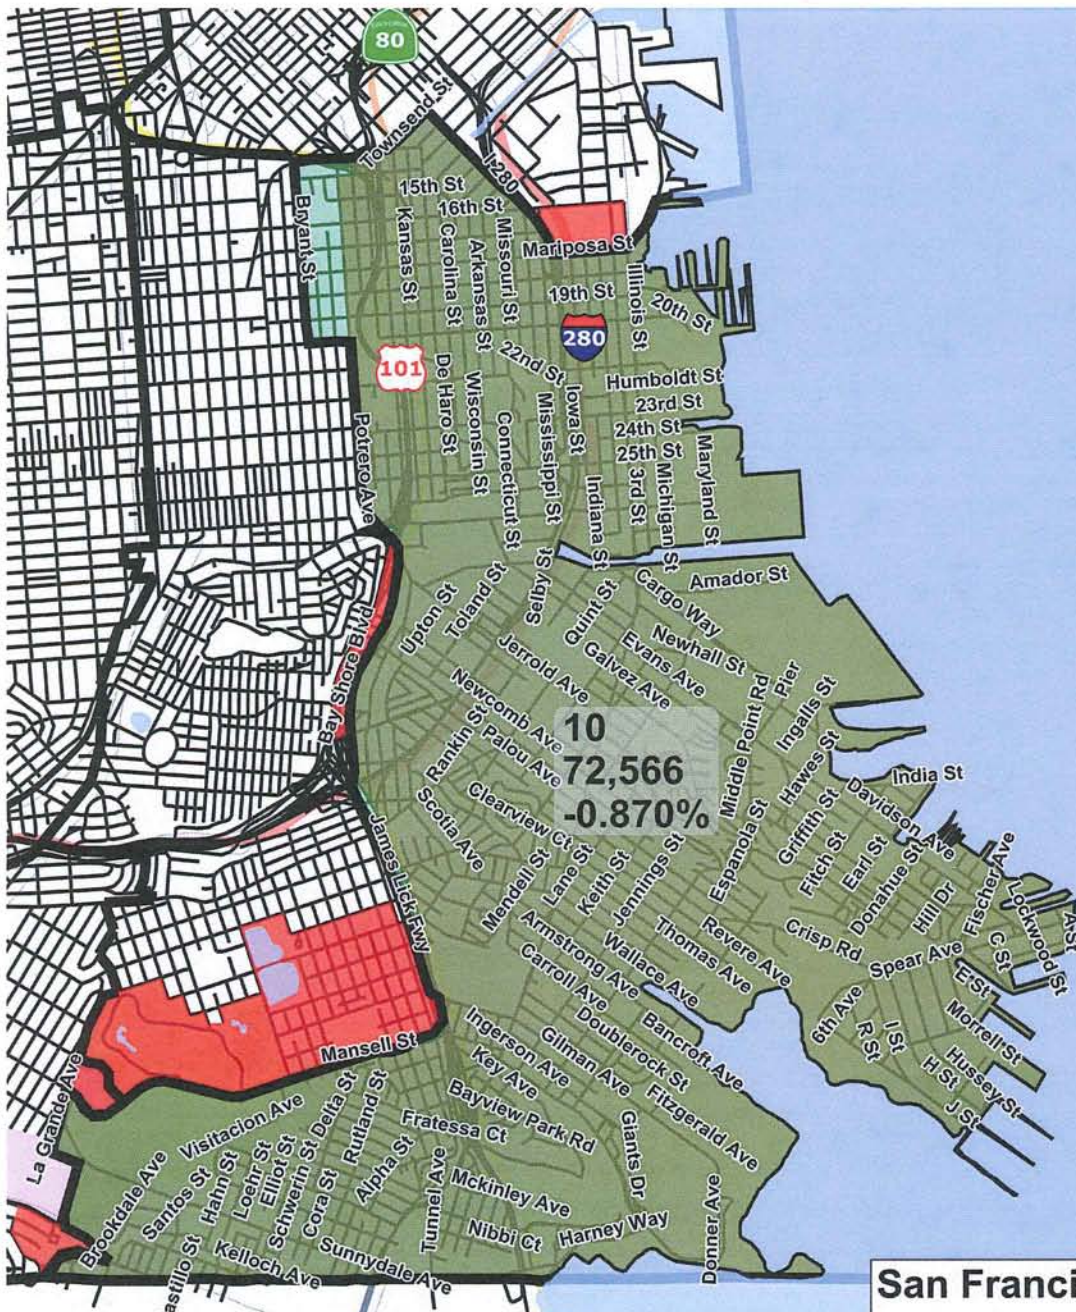 80
Townsend St
I-280
15th St
16th St
Bryant St
Kansas St
Carolina St
Arkansas St
Missouri St
Mariposa St
19th St
Illinois St
20th St
280
101
22nd St
Humboldt St
23rd St
De Haro St
Wisconsin St
Connecticut St
Mississippi St
Iowa St
24th St
25th St
Potrero Ave
Indiana St
3rd St
Michigan St
Maryland St
Selby St
Amador St
Cargo Way
Upton St
Toland St
Quint St
Bay Shore Blvd
Jerrold Ave
Galvez Ave
Evans Ave
Newhall St
Pier
Newcomb Ave
Rankin St
Palou Ave
10
72,566
-0.870%
Middle Point Rd
Ingalls St
Hawes St
India St
Scotia Ave
Clearview Ct
Davidson Ave
Griffith St
James Lick Fwy
Mendell St
Lane St
Keith St
Jennings St
Espanola St
Fitch St
Earl St
Donahue St
Hill Dr
Fischer Ave
Lockwood St
Armstrong Ave
Carroll Ave
Wallace Ave
Thomas Ave
Revere Ave
Crisp Rd
Spear Ave
C St
E St
6th Ave
R St
I St
H St
Morrell St
Hussey St
J St
Mansell St
Ingerson Ave
Key Ave
Gilman Ave
Doublerock St
Bancroft Ave
Fitzgerald Ave
La Grande Ave
Visitacion Ave
Delta St
Rutland St
Fratessa Ct
Bayview Park Rd
Giants Dr
Brookdale Ave
Santos St
Hahn St
Loehr St
Elliot St
Schwerin St
Cora St
Alpha St
Tunnel Ave
Mckinley Ave
Nibbi Ct
Harney Way
Donner Ave
astillo St
Kelloch Ave
Sunnydale Ave
San Franci